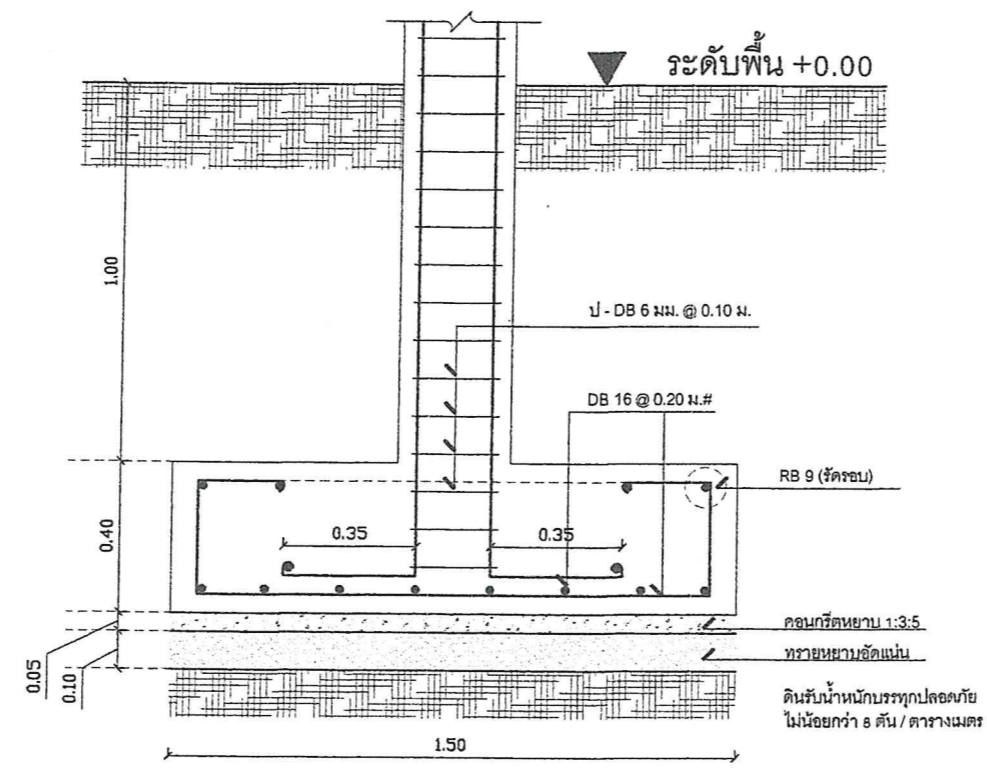 ระดับพื้น +0.00
1.00
ป - DB 6 มม. @ 0.10 ม.
DB 16 @ 0.20 ม.#
RB 9 (รัดรอบ)
0.40
0.35
0.35
คอนกรีตหยาบ 1:3:5
ทรายหยาบอัดแน่น
0.05
0.10
ดินรับน้ำหนักบรรทุกปลอดภัย
ไม่น้อยกว่า 8 ตัน / ตารางเมตร
1.50